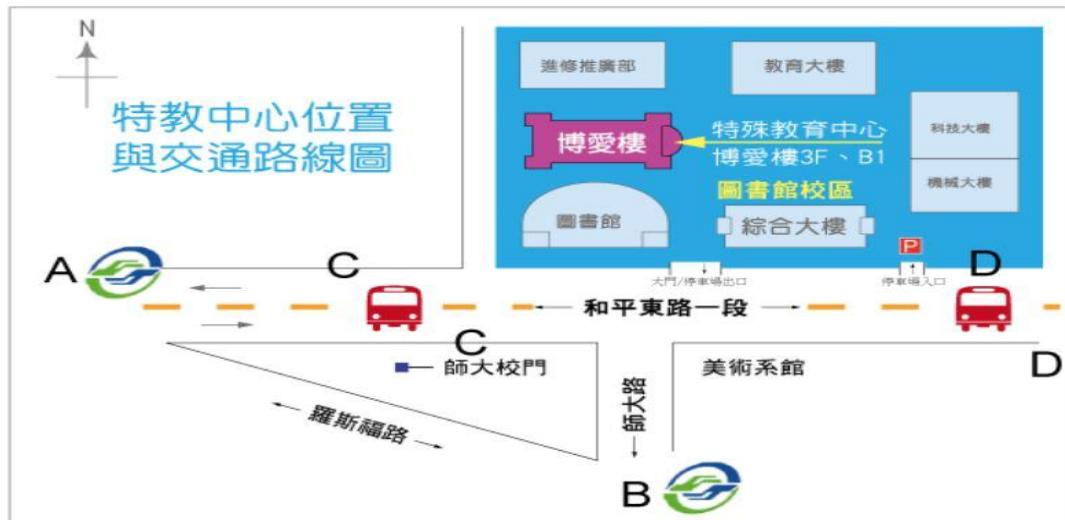 N
特教中心位置
與交通路線圖
進修推廣部
教育大樓
博愛樓
特殊教育中心
博愛樓3F、B1
科技大樓
機械大樓
圖書館校區
圖書館
綜合大樓
P
A
C
大門/停車場出口
停車場入口
D
和平東路一段
C
師大校門
美術系館
D
羅斯福路
師大路
B